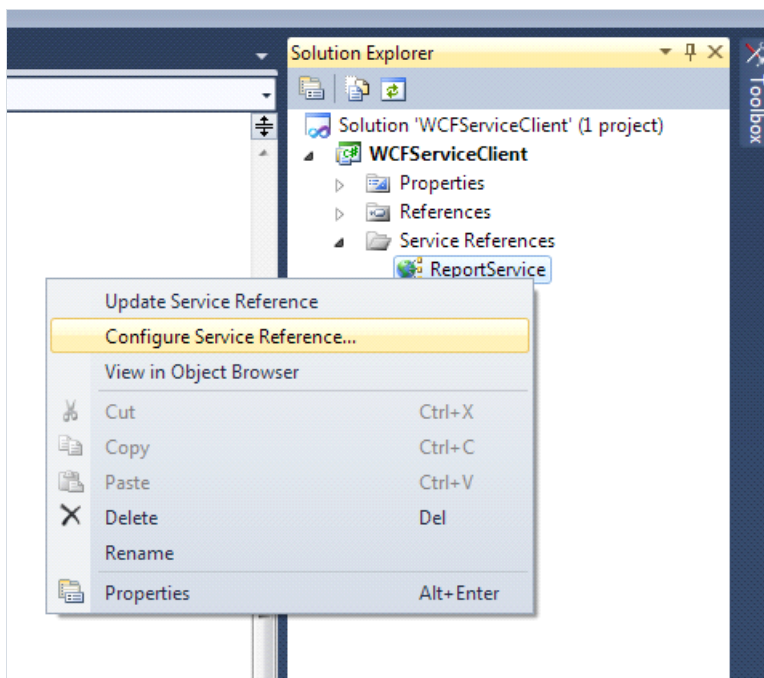 Solution Explorer
Toolbox
Solution 'WCFServiceClient' (1 project)
C#
WCFServiceClient
Properties
References
Service References
ReportService
Update Service Reference
Configure Service Reference...
View in Object Browser
Cut Ctrl+X
Copy Ctrl+C
Paste Ctrl+V
Delete Del
Rename
Properties Alt+Enter